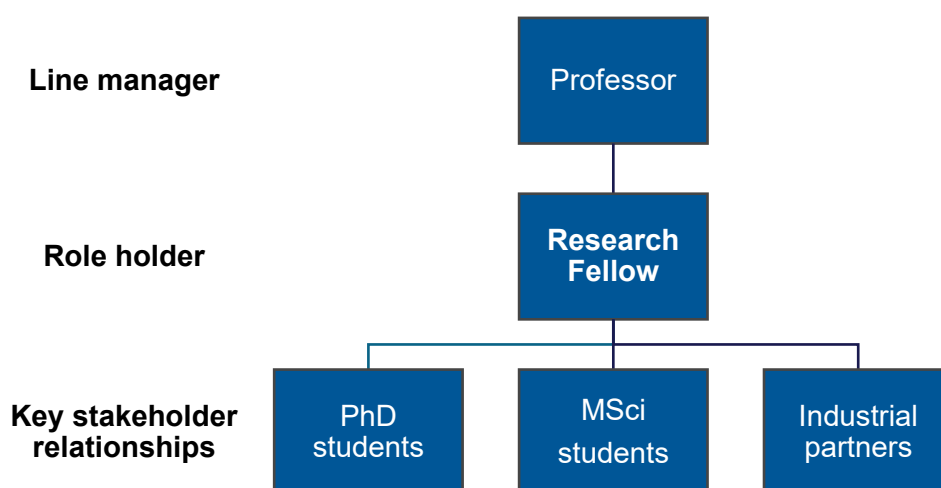 Line manager
Professor
Role holder
Research
Fellow
Key stakeholder
relationships
PhD
students
MSci
students
Industrial
partners